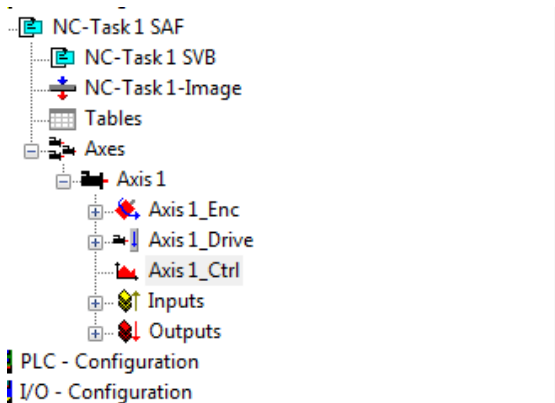 NC-Task 1 SAF
NC-Task 1 SVB
NC-Task 1-Image
Tables
Axes
Axis 1
Axis 1_Enc
Axis 1_Drive
Axis 1_Ctrl
Inputs
Outputs
PLC - Configuration
I/O - Configuration